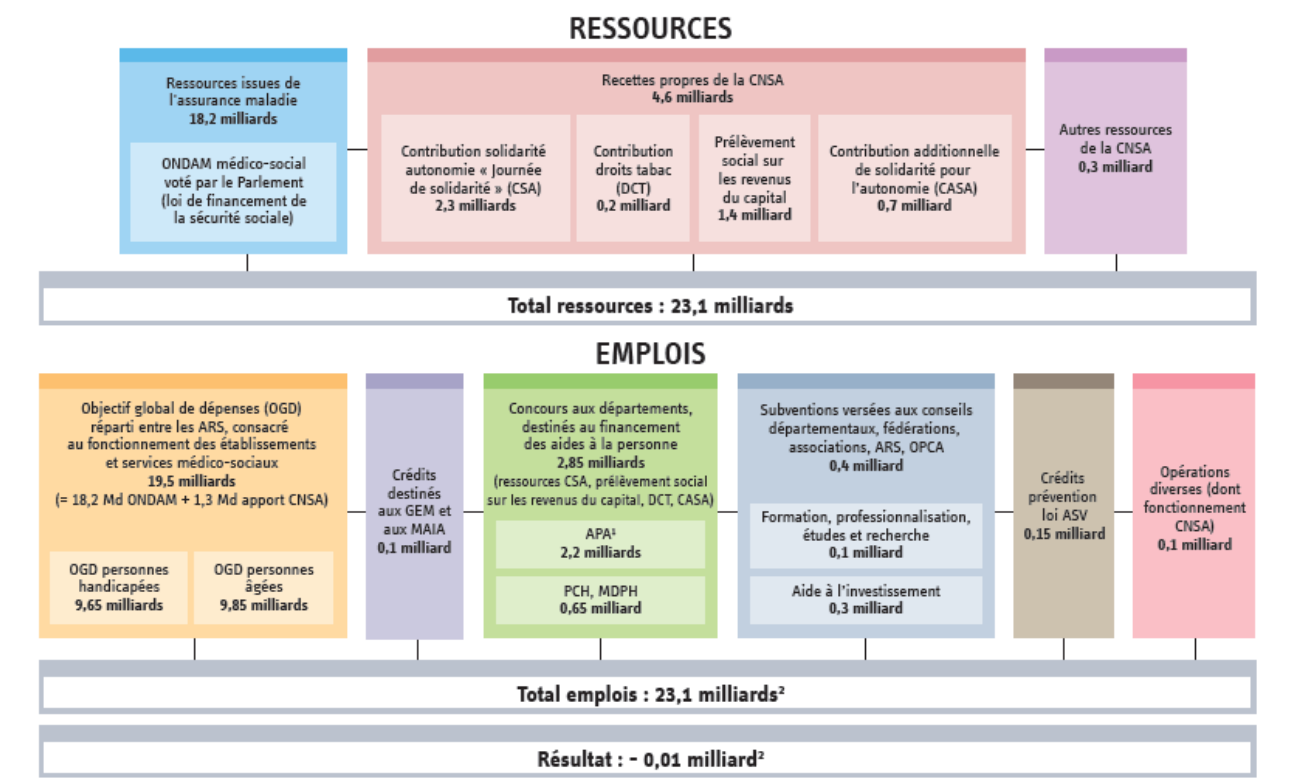 RESSOURCES
Ressources issues de
l'assurance maladie
18,2 milliards
ONDAM médico-social
voté par le Parlement
(loi de financement de
la sécurité sociale)
Recettes propres de la CNSA
4,6 milliards
Contribution solidarité
autonomie « Journée
de solidarité » (CSA)
2,3 milliards
Contribution
droits tabac
(DCT)
0,2 milliard
Prélèvement
social sur
les revenus
du capital
1,4 milliard
Contribution additionnelle
de solidarité pour
l'autonomie (CASA)
0,7 milliard
Autres ressources
de la CNSA
0,3 milliard
Total ressources : 23,1 milliards
EMPLOIS
Objectif global de dépenses (OGD)
réparti entre les ARS, consacré
au fonctionnement des établissements
et services médico-sociaux
19,5 milliards
(= 18,2 Md ONDAM + 1,3 Md apport CNSA)
OGD personnes
handicapées
9,65 milliards
OGD personnes
âgées
9,85 milliards
Crédits
destinés
aux GEM et
aux MAIA
0,1 milliard
Concours aux départements,
destinés au financement
des aides à la personne
2,85 milliards
(ressources CSA, prélèvement social
sur les revenus du capital, DCT, CASA)
APA¹
2,2 milliards
PCH, MDPH
0,65 milliard
Subventions versées aux conseils
départementaux, fédérations,
associations, ARS, OPCA
0,4 milliard
Formation, professionnalisation,
études et recherche
0,1 milliard
Aide à l'investissement
0,3 milliard
Crédits
prévention
loi ASV
0,15 milliard
Opérations
diverses (dont
fonctionnement
CNSA)
0,1 milliard
Total emplois : 23,1 milliards²
Résultat : - 0,01 milliard²